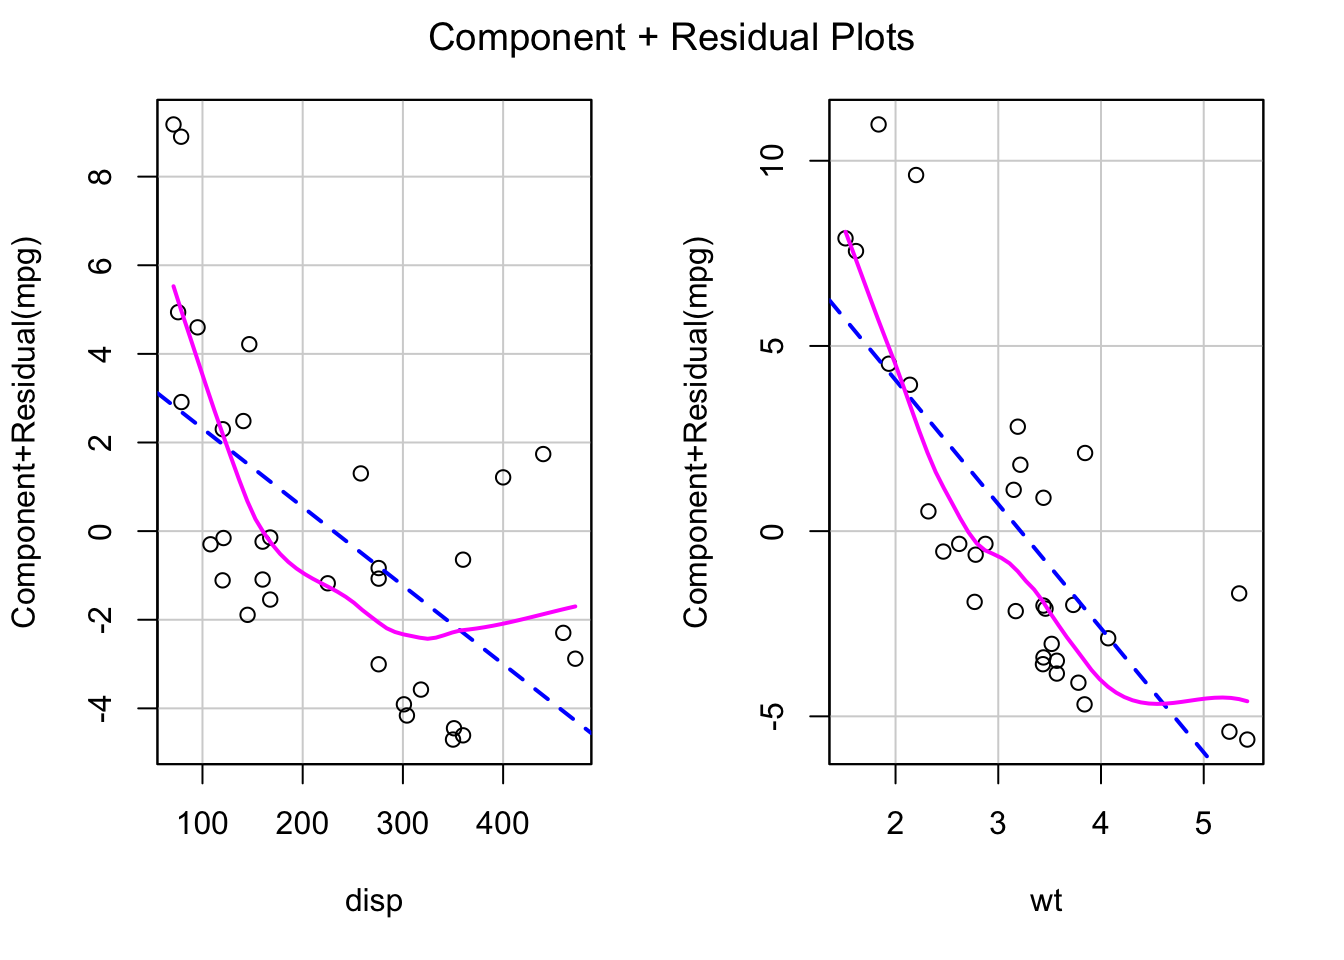 Component + Residual Plots
Component+Residual(mpg)
8
6
4
2
0
-2
-4
100 200 300 400
disp
Component+Residual(mpg)
10
5
0
-5
2 3 4 5
wt